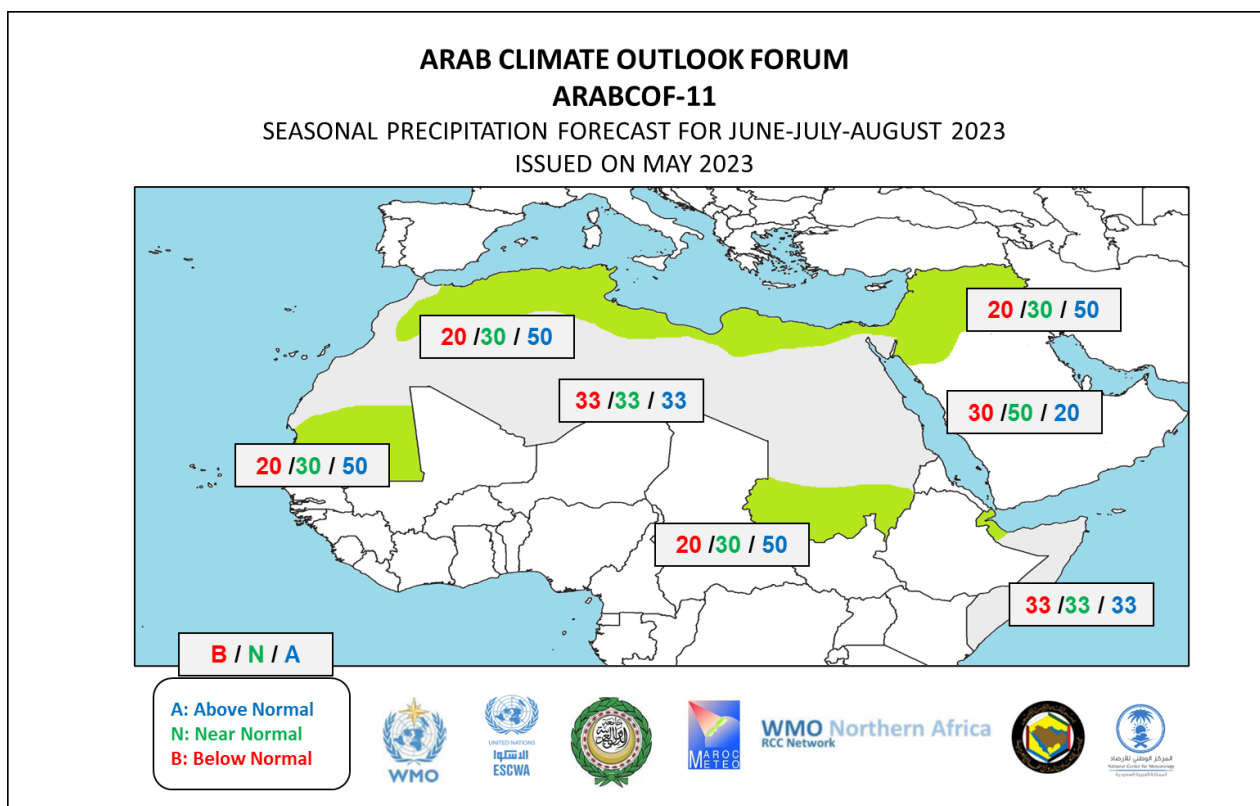 ARAB CLIMATE OUTLOOK FORUM
ARABCOF-11
SEASONAL PRECIPITATION FORECAST FOR JUNE-JULY-AUGUST 2023
ISSUED ON MAY 2023
20 /30 / 50
20 /30 / 50
33 /33 / 33
30 /50 / 20
20 /30 / 50
20 /30 / 50
33 /33 / 33
B / N / A
A: Above Normal
N: Near Normal
B: Below Normal
WMO
UNITED NATIONS
الاسكوا
ESCWA
MAROC
METEO
WMO Northern Africa
RCC Network
المركز الوطني للأرصاد
National Center for Meteorology